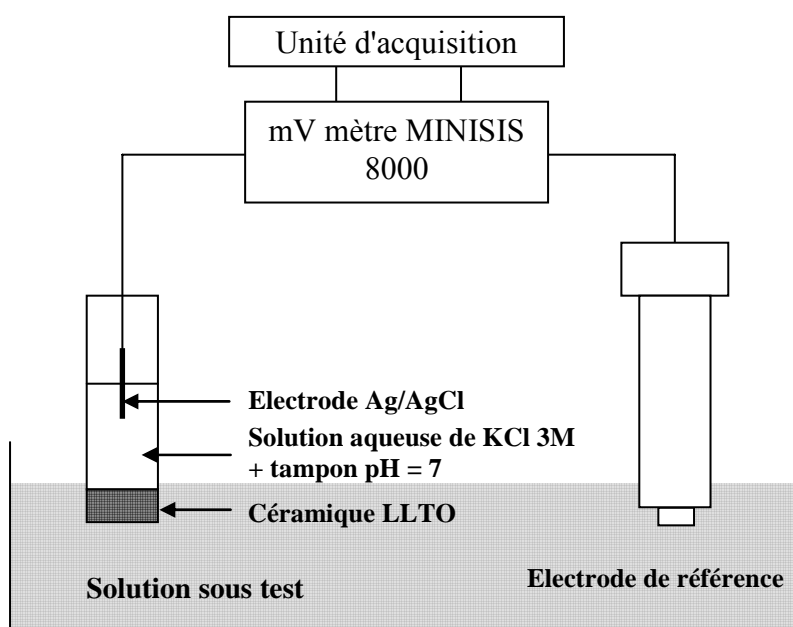 Unité d'acquisition
mV mètre MINISIS
8000
Electrode Ag/AgCl
Solution aqueuse de KCl 3M
+ tampon pH = 7
Céramique LLTO
Solution sous test
Electrode de référence